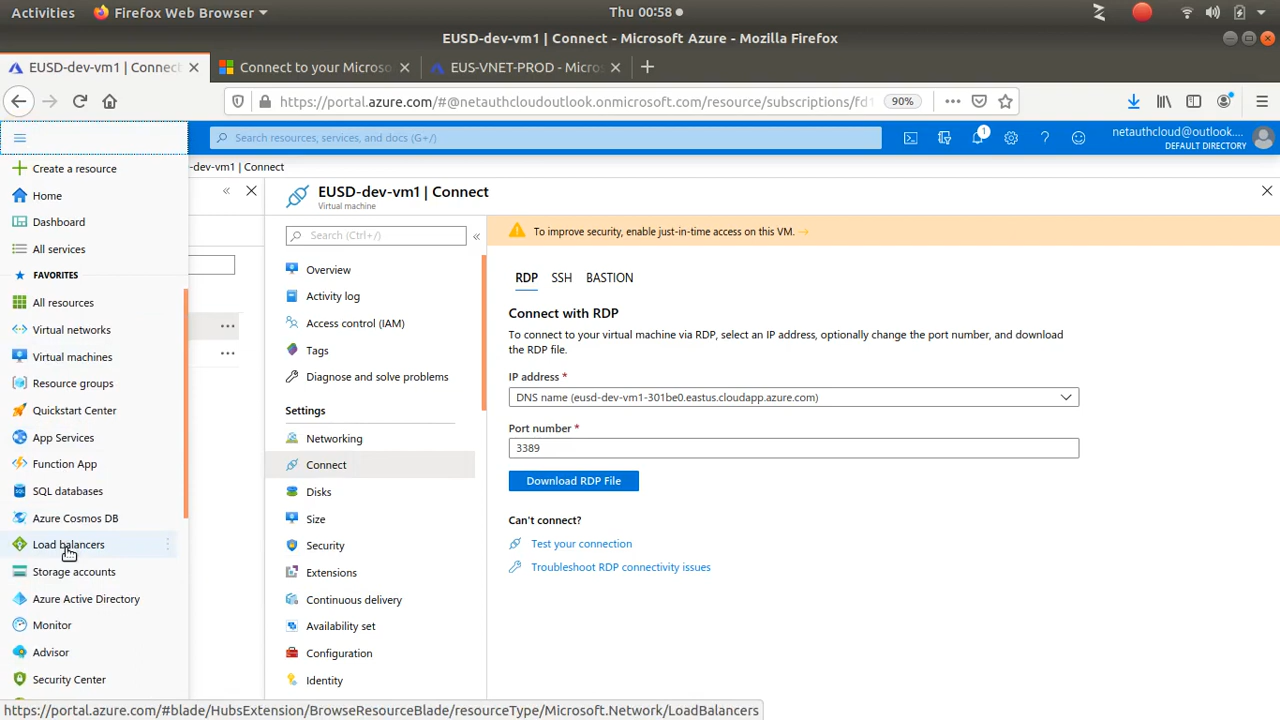 Activities
Firefox Web Browser
Thu 00:58
EUSD-dev-vm1 | Connect - Microsoft Azure - Mozilla Firefox
EUSD-dev-vm1 | Connect
Connect to your Microso
EUS-VNET-PROD - Micros
https://portal.azure.com/#@netauthcloudoutlook.onmicrosoft.com/resource/subscriptions/fd1
90%
Search resources, services, and docs (G+/)
1
netauthcloud@outlook....
DEFAULT DIRECTORY
Create a resource
Home
Dashboard
All services
FAVORITES
All resources
Virtual networks
Virtual machines
Resource groups
Quickstart Center
App Services
Function App
SQL databases
Azure Cosmos DB
Load balancers
Storage accounts
Azure Active Directory
Monitor
Advisor
Security Center
-dev-vm1 | Connect
EUSD-dev-vm1 | Connect
Virtual machine
Search (Ctrl+/)
Overview
Activity log
Access control (IAM)
Tags
Diagnose and solve problems
Settings
Networking
Connect
Disks
Size
Security
Extensions
Continuous delivery
Availability set
Configuration
Identity
To improve security, enable just-in-time access on this VM.
RDP
SSH
BASTION
Connect with RDP
To connect to your virtual machine via RDP, select an IP address, optionally change the port number, and download
the RDP file.
IP address *
DNS name (eusd-dev-vm1-301be0.eastus.cloudapp.azure.com)
Port number *
3389
Download RDP File
Can't connect?
Test your connection
Troubleshoot RDP connectivity issues
https://portal.azure.com/#blade/HubsExtension/BrowseResourceBlade/resourceType/Microsoft.Network/LoadBalancers